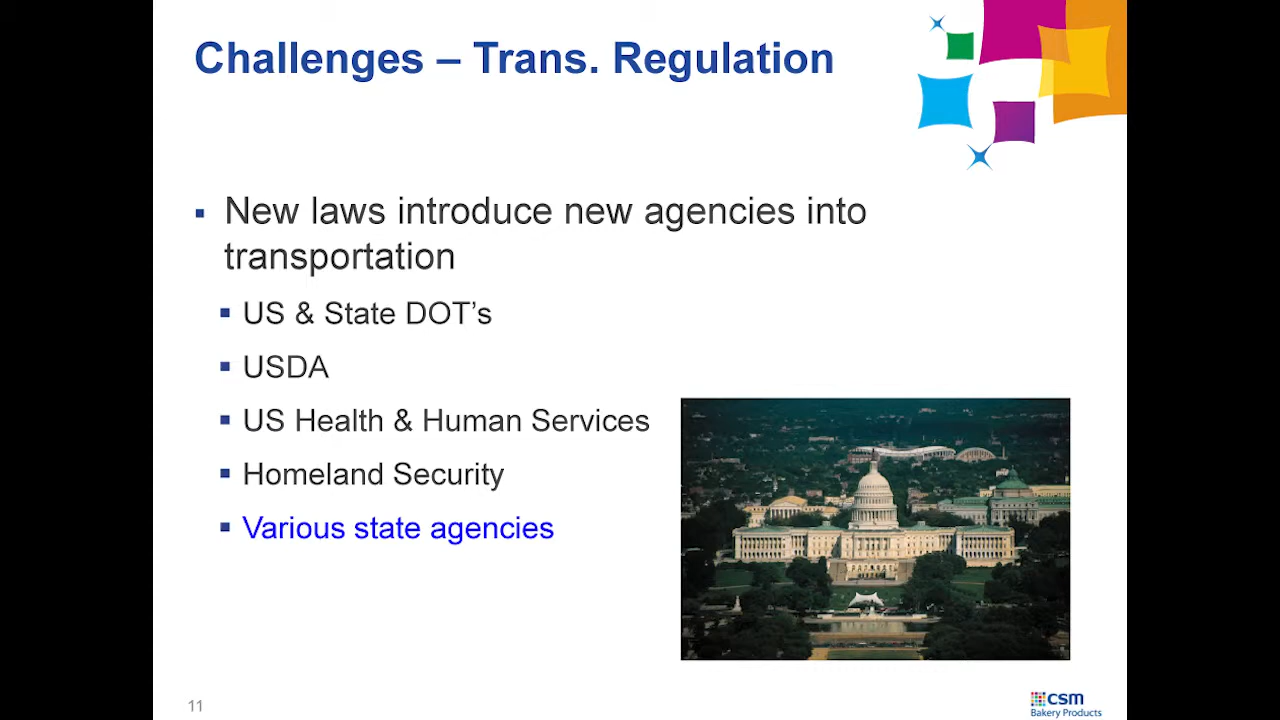 Challenges – Trans. Regulation
New laws introduce new agencies into
transportation
US & State DOT’s
USDA
US Health & Human Services
Homeland Security
Various state agencies
11
csm
Bakery Products